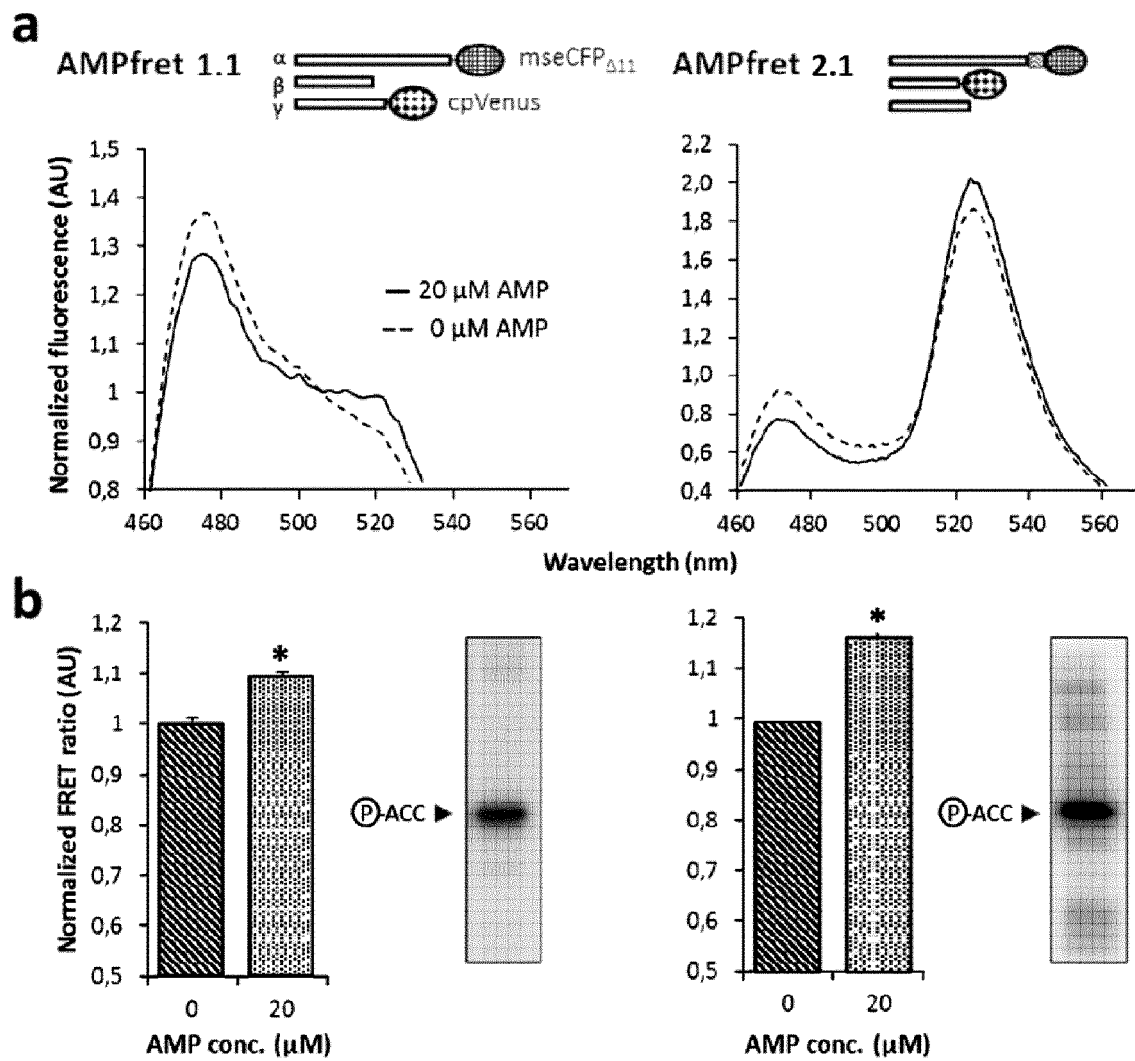 a
AMPfret 1.1
α
β
γ
mseCFPΔ11
cpVenus
AMPfret 2.1
Normalized fluorescence (AU)
1,5
1,4
1,3
1,2
1,1
1
0,9
0,8
460 480 500 520 540 560
20 µM AMP
0 µM AMP
2,2
2,0
1,8
1,6
1,4
1,2
1,0
0,8
0,6
0,4
460 480 500 520 540 560
Wavelength (nm)
b
Normalized FRET ratio (AU)
1,2
1,1
1
0,9
0,8
0,7
0,6
0,5
*
0 20
AMP conc. (µM)
P-ACC
1,2
1,1
1
0,9
0,8
0,7
0,6
0,5
*
0 20
AMP conc. (µM)
P-ACC